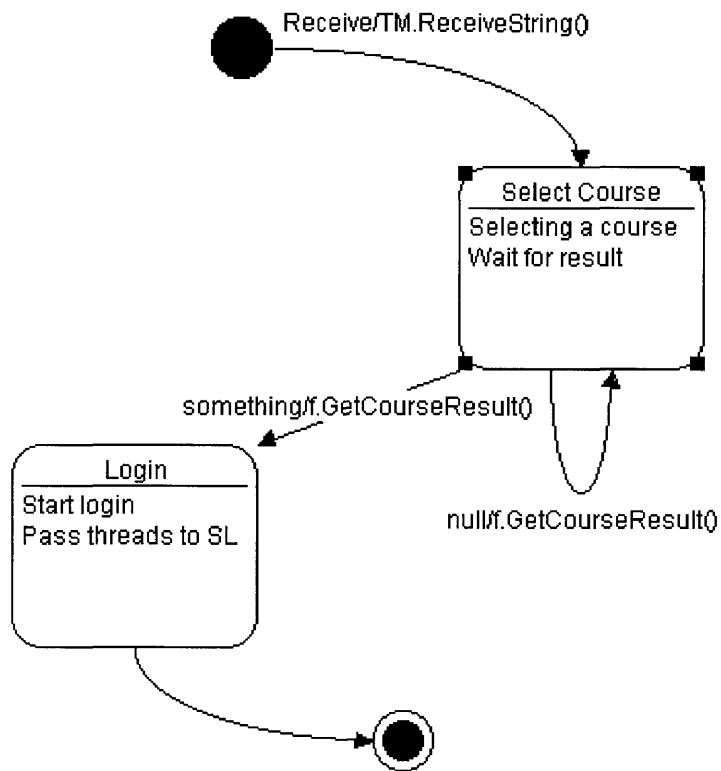 Receive/TM.ReceiveString()
Select Course
Selecting a course
Wait for result
something/f.GetCourseResult()
Login
Start login
Pass threads to SL
null/f.GetCourseResult()